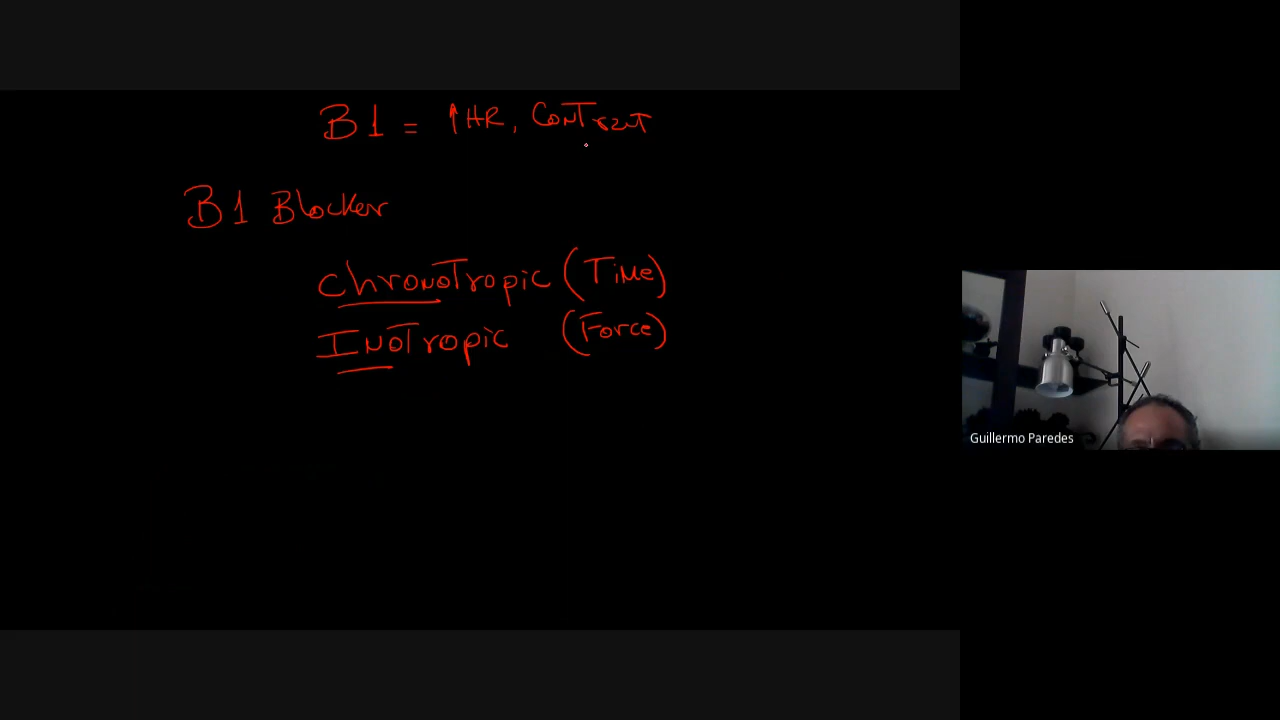 B1 = ↑HR, Contract
B1 Blocker
Chronotropic (Time)
Inotropic (Force)
Guillermo Paredes